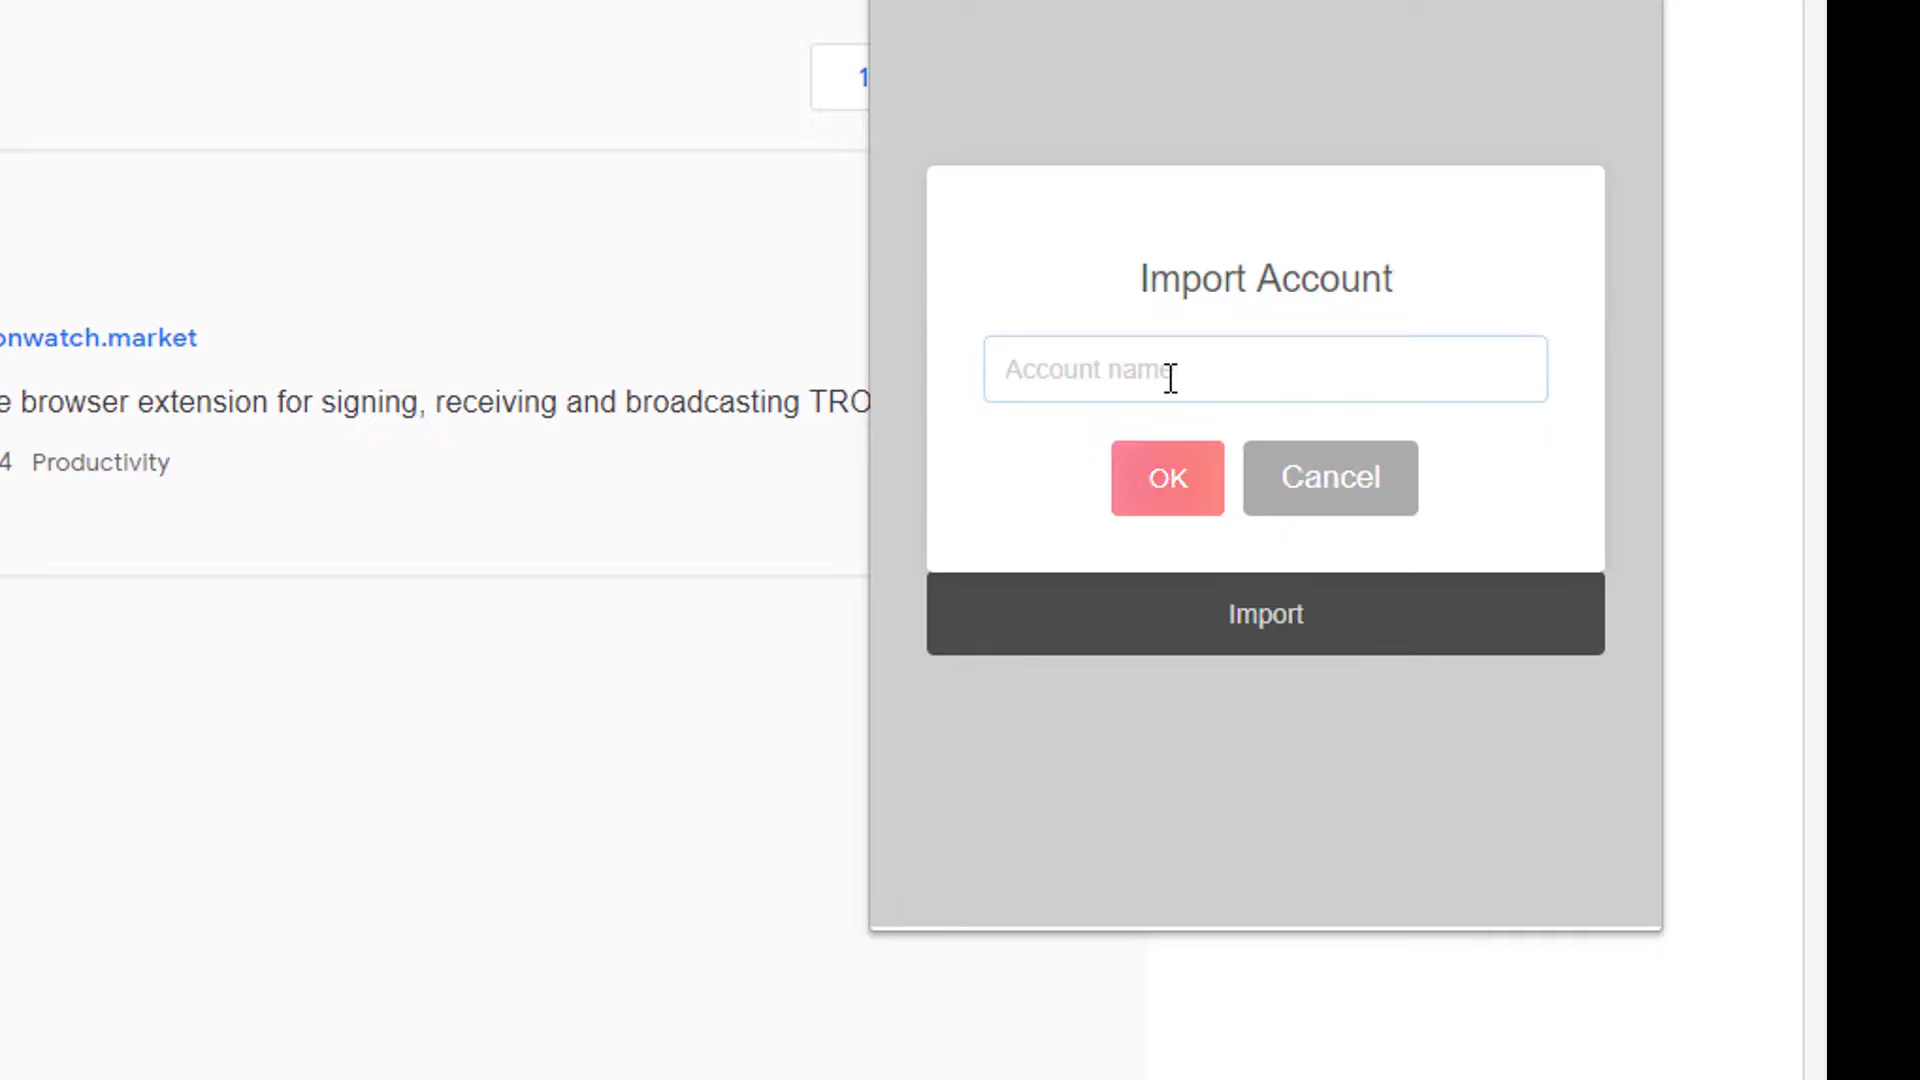 1
Import Account
onwatch.market
Account name
e browser extension for signing, receiving and broadcasting TRO
4 Productivity
OK
Cancel
Import